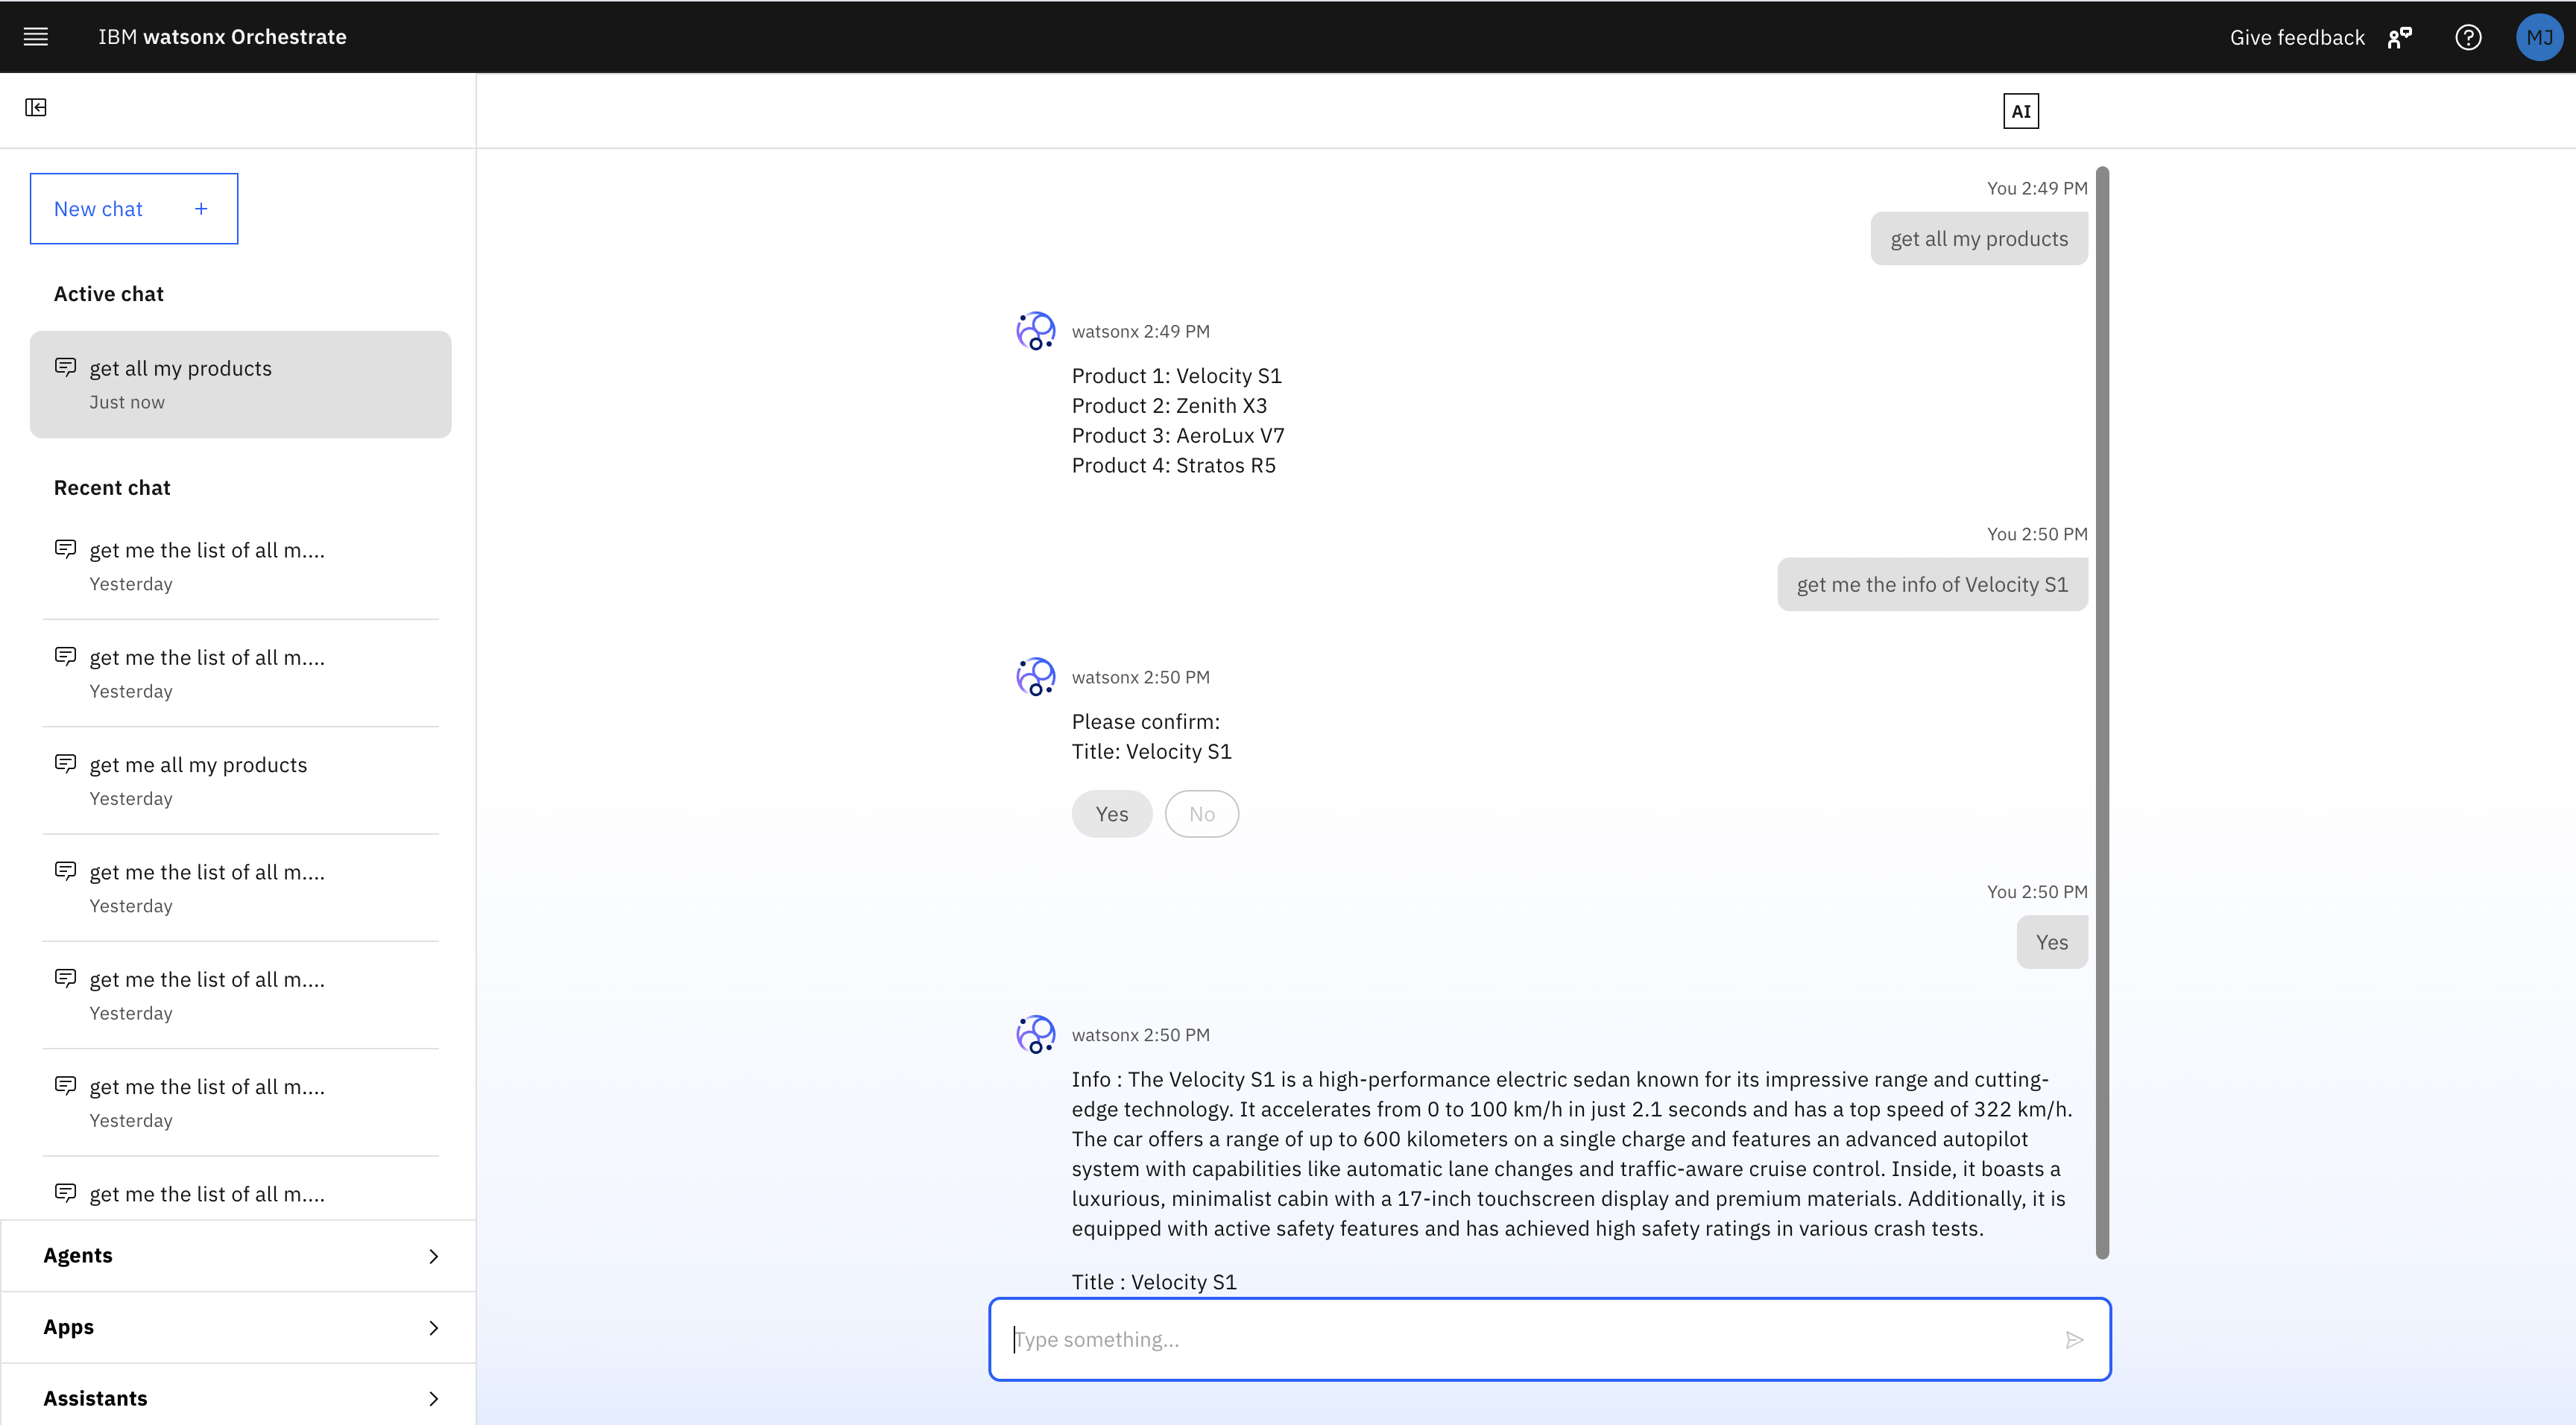 IBM watsonx Orchestrate
Give feedback
MJ
AI
New chat +
Active chat
get all my products
Just now
Recent chat
get me the list of all m....
Yesterday
get me the list of all m....
Yesterday
get me all my products
Yesterday
get me the list of all m....
Yesterday
get me the list of all m....
Yesterday
get me the list of all m....
Yesterday
get me the list of all m....
Agents
Apps
Assistants
You 2:49 PM
get all my products
watsonx 2:49 PM
Product 1: Velocity S1
Product 2: Zenith X3
Product 3: AeroLux V7
Product 4: Stratos R5
You 2:50 PM
get me the info of Velocity S1
watsonx 2:50 PM
Please confirm:
Title: Velocity S1
Yes No
You 2:50 PM
Yes
watsonx 2:50 PM
Info : The Velocity S1 is a high-performance electric sedan known for its impressive range and cutting-
edge technology. It accelerates from 0 to 100 km/h in just 2.1 seconds and has a top speed of 322 km/h.
The car offers a range of up to 600 kilometers on a single charge and features an advanced autopilot
system with capabilities like automatic lane changes and traffic-aware cruise control. Inside, it boasts a
luxurious, minimalist cabin with a 17-inch touchscreen display and premium materials. Additionally, it is
equipped with active safety features and has achieved high safety ratings in various crash tests.
Title : Velocity S1
Type something...